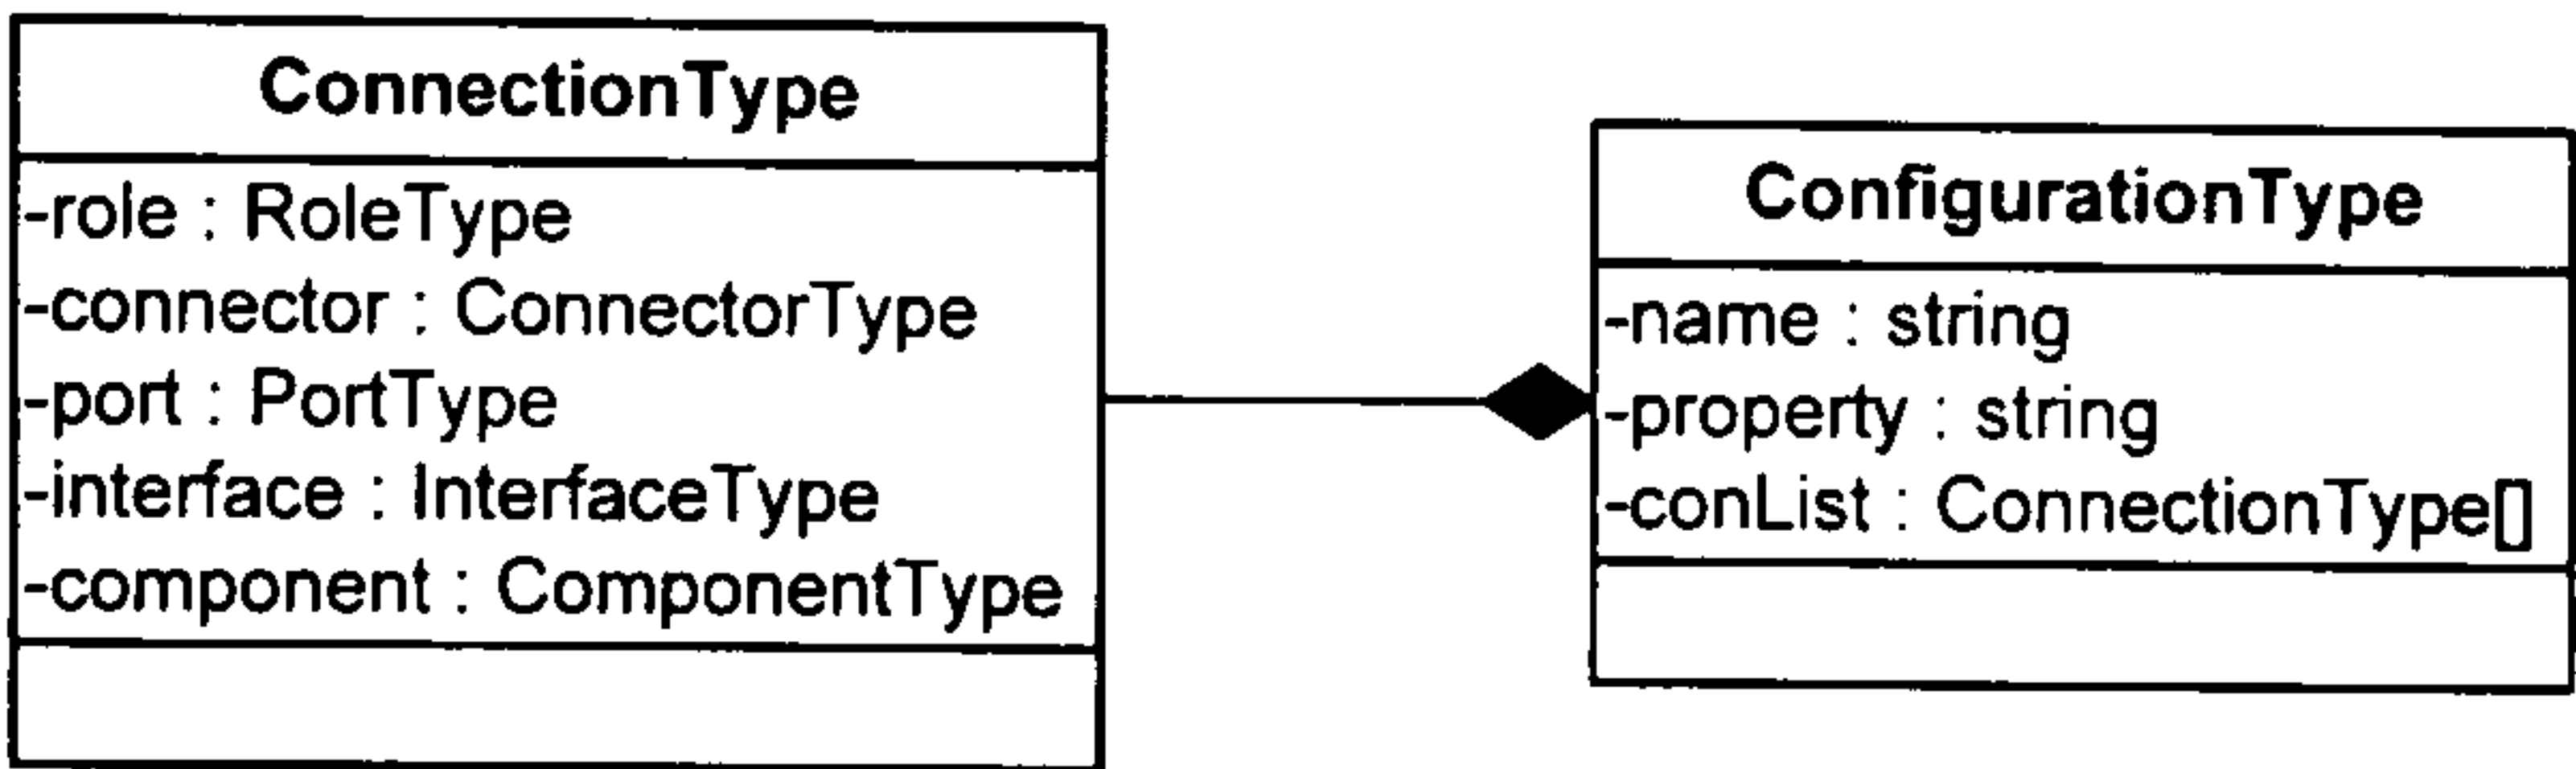 ConnectionType
-role : RoleType
-connector : ConnectorType
-port : PortType
-interface : InterfaceType
-component : ComponentType
ConfigurationType
-name : string
-property : string
-conList : ConnectionType[]